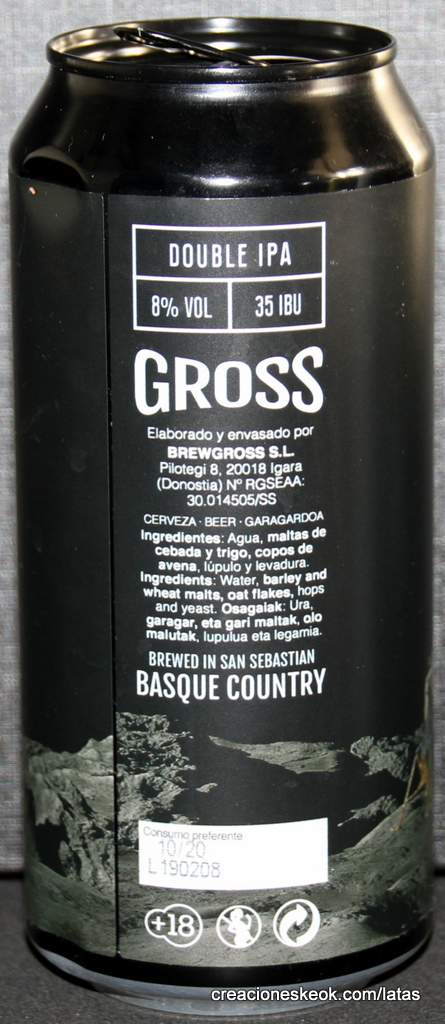 DOUBLE IPA
8% VOL 35 IBU
GROSS
Elaborado y envasado por
BREWGROSS S.L.
Pilotegi 8, 20018 Igara
(Donostia) Nº RGSEAA:
30.014505/SS
CERVEZA · BEER · GARAGARDOA
Ingredientes: Agua, maltas de
cebada y trigo, copos de
avena, lúpulo y levadura.
Ingredients: Water, barley and
wheat malts, oat flakes, hops
and yeast. Osagaiak: Ura,
garagar, eta gari maltak, olo
malutak, lupulua eta legamia.
BREWED IN SAN SEBASTIAN
BASQUE COUNTRY
Consumo preferente
10/20
L190208
+18
creacioneskeok.com/latas